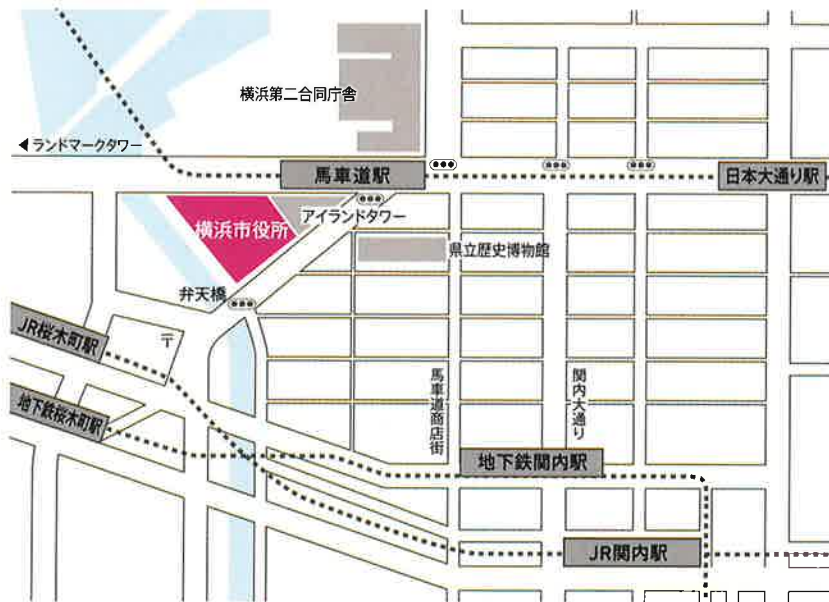 横浜第二合同庁舎
◀ランドマークタワー
馬車道駅
日本大通り駅
横浜市役所
アイランドタワー
県立歴史博物館
弁天橋
JR桜木町駅
〒
地下鉄桜木町駅
馬車道商店街
関内大通り
地下鉄関内駅
JR関内駅